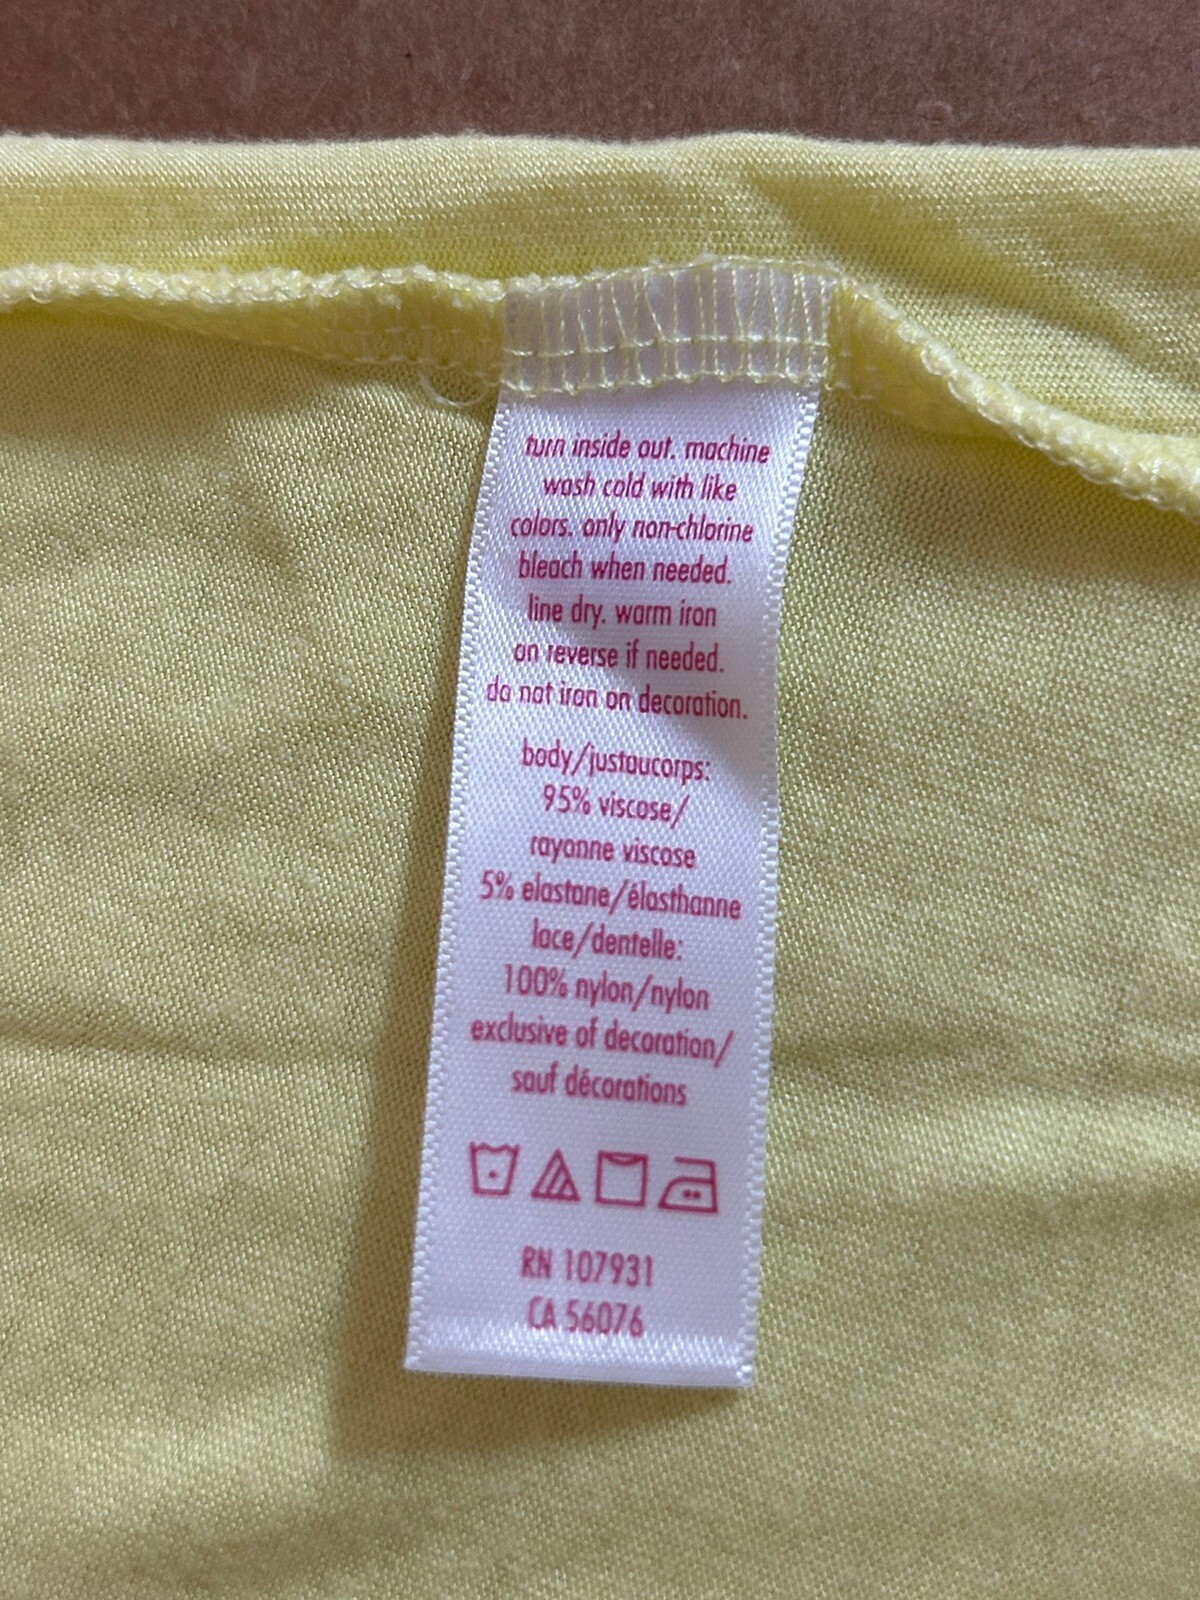 turn inside out. machine
wash cold with like
colors. only non-chlorine
bleach when needed.
line dry. warm iron
on reverse if needed.
do not iron on decoration.
body/justaucorps:
95% viscose/
rayonne viscose
5% elastane/élasthanne
lace/dentelle:
100% nylon/nylon
exclusive of decoration/
sauf décorations
RN 107931
CA 56076